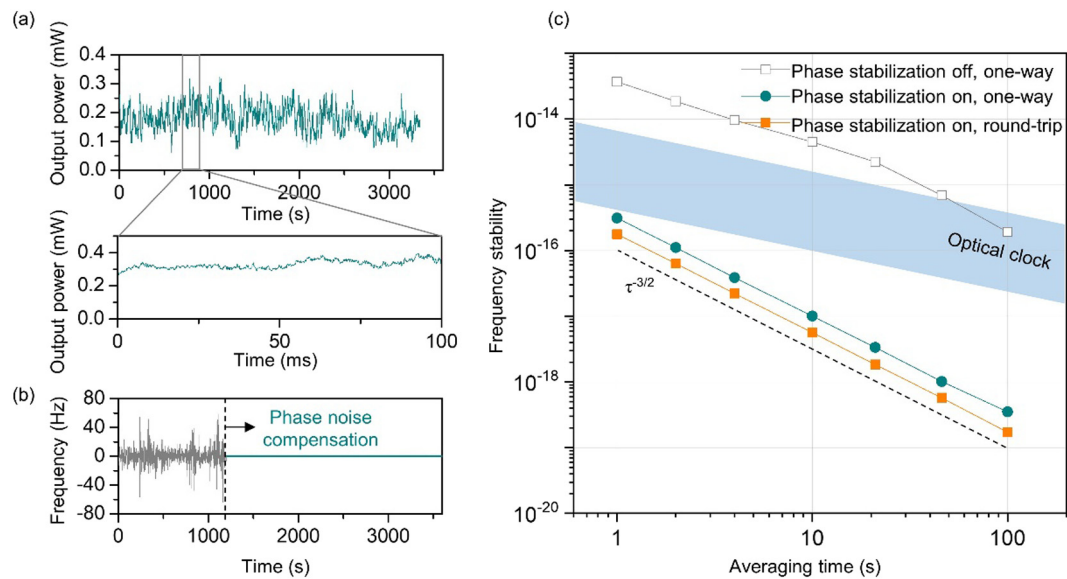 (a)
Output power (mW)
0.4
0.3
0.2
0.1
0.0
0
1000
2000
3000
Time (s)
Output power (mW)
0.4
0.2
0.0
0
50
100
Time (ms)
(b)
Frequency (Hz)
80
40
0
-40
-80
Phase noise
compensation
0
1000
2000
3000
Time (s)
(c)
Frequency stability
10⁻¹⁴
10⁻¹⁶
10⁻¹⁸
10⁻²⁰
Phase stabilization off, one-way
Phase stabilization on, one-way
Phase stabilization on, round-trip
Optical clock
τ⁻³/²
1
10
100
Averaging time (s)